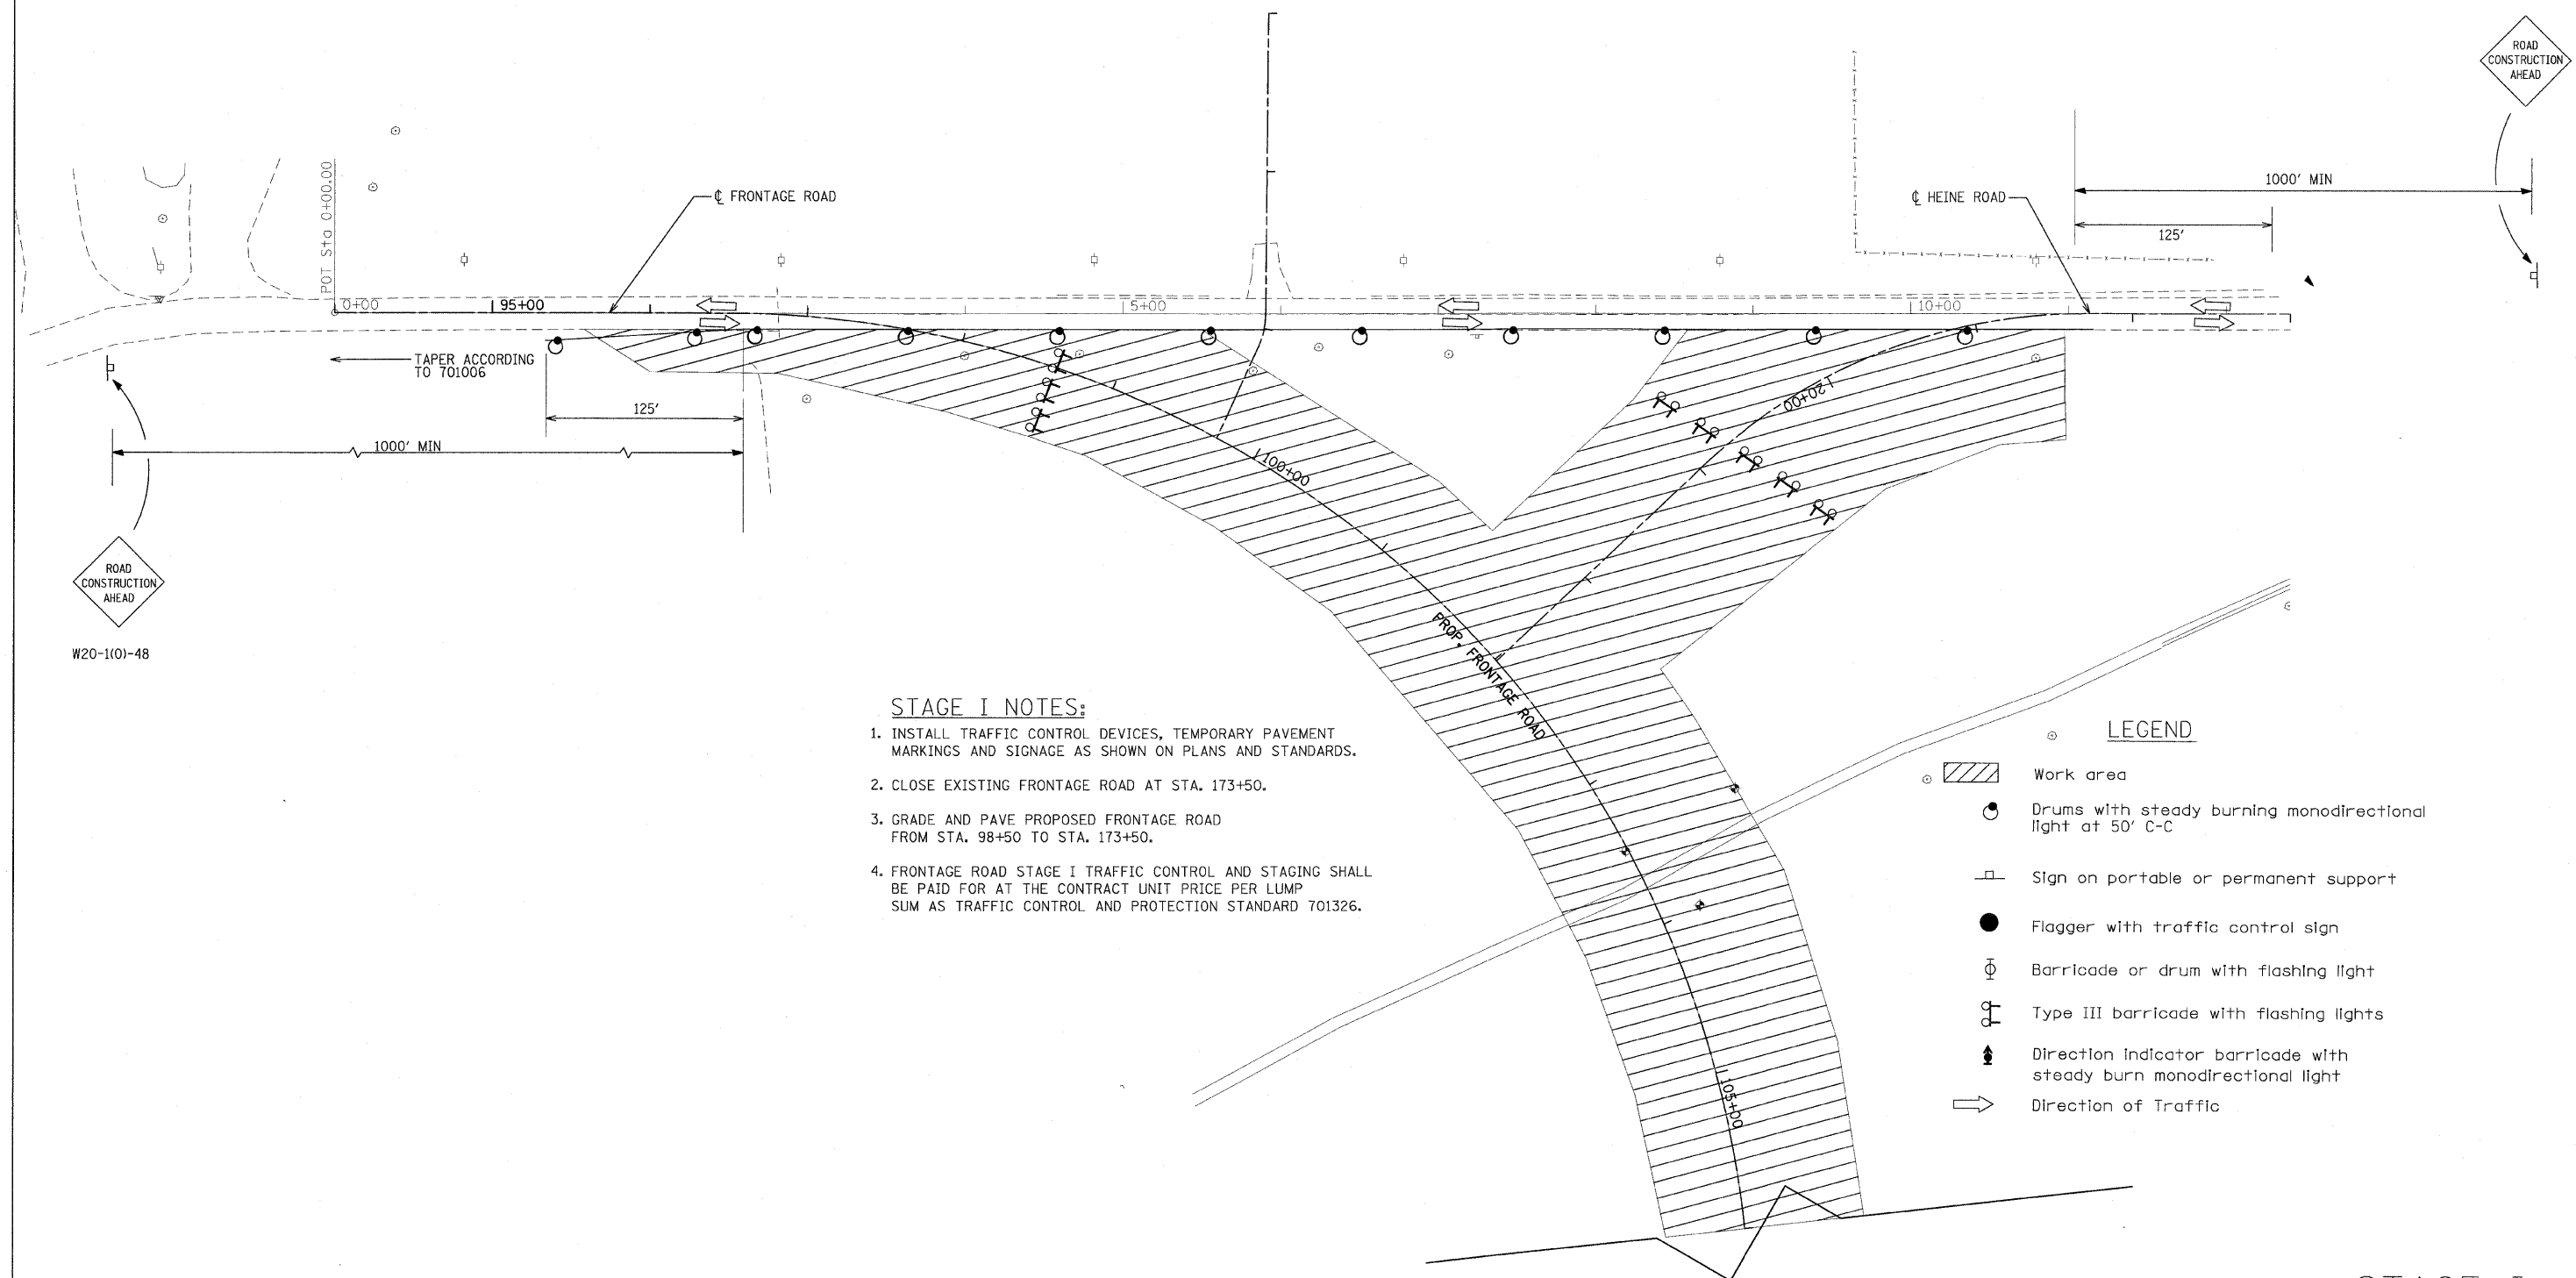 ROAD
CONSTRUCTION
AHEAD
1000' MIN
125'
POT Sta 0+00.00
℄ FRONTAGE ROAD
℄ HEINE ROAD
0+00
95+00
5+00
10+00
TAPER ACCORDING
TO 701006
125'
1000' MIN
120+00
100+00
ROAD
CONSTRUCTION
AHEAD
W20-1(O)-48
PROP. FRONTAGE ROAD
STAGE I NOTES:
1. INSTALL TRAFFIC CONTROL DEVICES, TEMPORARY PAVEMENT
MARKINGS AND SIGNAGE AS SHOWN ON PLANS AND STANDARDS.
2. CLOSE EXISTING FRONTAGE ROAD AT STA. 173+50.
3. GRADE AND PAVE PROPOSED FRONTAGE ROAD
FROM STA. 98+50 TO STA. 173+50.
4. FRONTAGE ROAD STAGE I TRAFFIC CONTROL AND STAGING SHALL
BE PAID FOR AT THE CONTRACT UNIT PRICE PER LUMP
SUM AS TRAFFIC CONTROL AND PROTECTION STANDARD 701326.
LEGEND
Work area
Drums with steady burning monodirectional
light at 50' C-C
Sign on portable or permanent support
Flagger with traffic control sign
Barricade or drum with flashing light
Type III barricade with flashing lights
Direction indicator barricade with
steady burn monodirectional light
Direction of Traffic
105+00